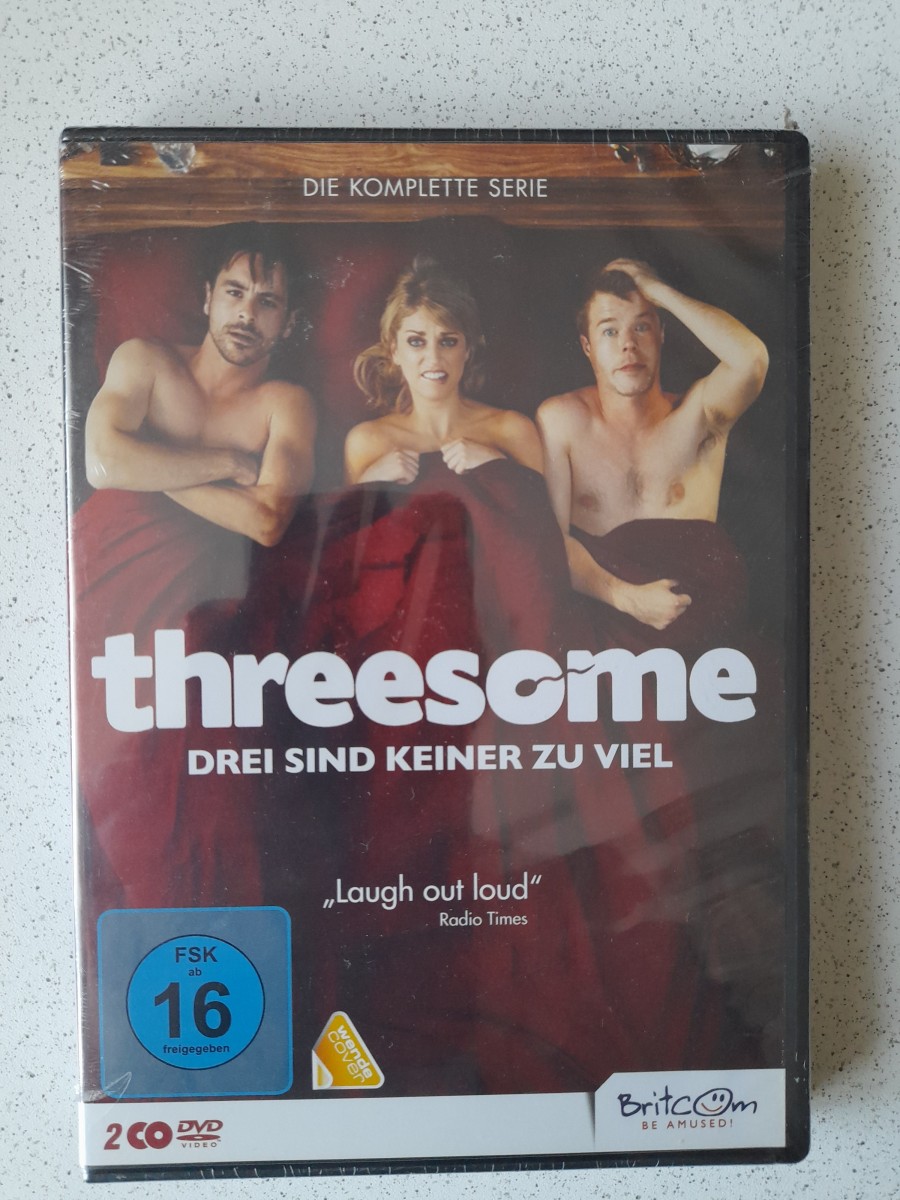 DIE KOMPLETTE SERIE
threesome
DREI SIND KEINER ZU VIEL
„Laugh out loud“
Radio Times
FSK
ab
16
freigegeben
wende
cover
2 DVD
VIDEO
Britcom
BE AMUSED!